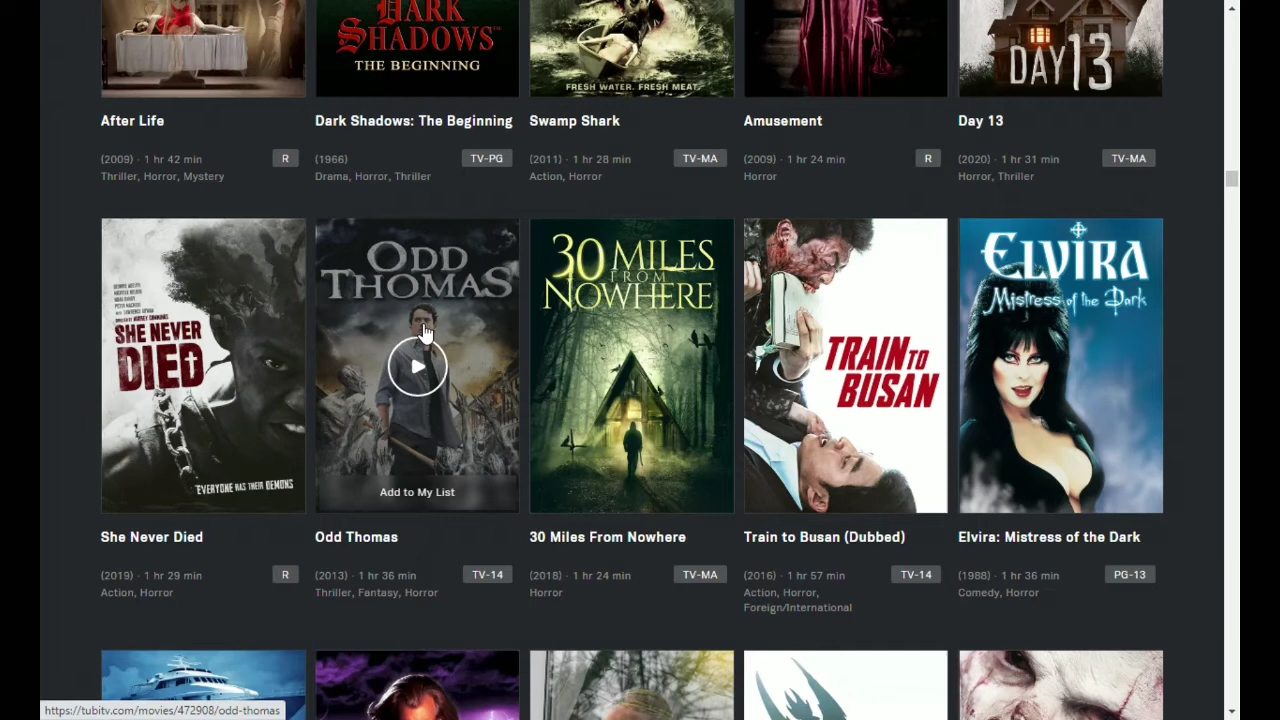 DARK
SHADOWS
THE BEGINNING
FRESH WATER. FRESH MEAT.
DAY 13
After Life
Dark Shadows: The Beginning
Swamp Shark
Amusement
Day 13
(2009) · 1 hr 42 min
R
Thriller, Horror, Mystery
(1966)
TV-PG
Drama, Horror, Thriller
(2011) · 1 hr 28 min
TV-MA
Action, Horror
(2009) · 1 hr 24 min
R
Horror
(2020) · 1 hr 31 min
TV-MA
Horror, Thriller
SHE NEVER
DIED
EVERYONE HAS THEIR DEMONS
ODD
THOMAS
Add to My List
30 MILES
FROM
NOWHERE
TRAIN TO
BUSAN
ELVIRA
Mistress of the Dark
She Never Died
Odd Thomas
30 Miles From Nowhere
Train to Busan (Dubbed)
Elvira: Mistress of the Dark
(2019) · 1 hr 29 min
R
Action, Horror
(2013) · 1 hr 36 min
TV-14
Thriller, Fantasy, Horror
(2018) · 1 hr 24 min
TV-MA
Horror
(2016) · 1 hr 57 min
TV-14
Action, Horror,
Foreign/International
(1988) · 1 hr 36 min
PG-13
Comedy, Horror
https://tubitv.com/movies/472908/odd-thomas